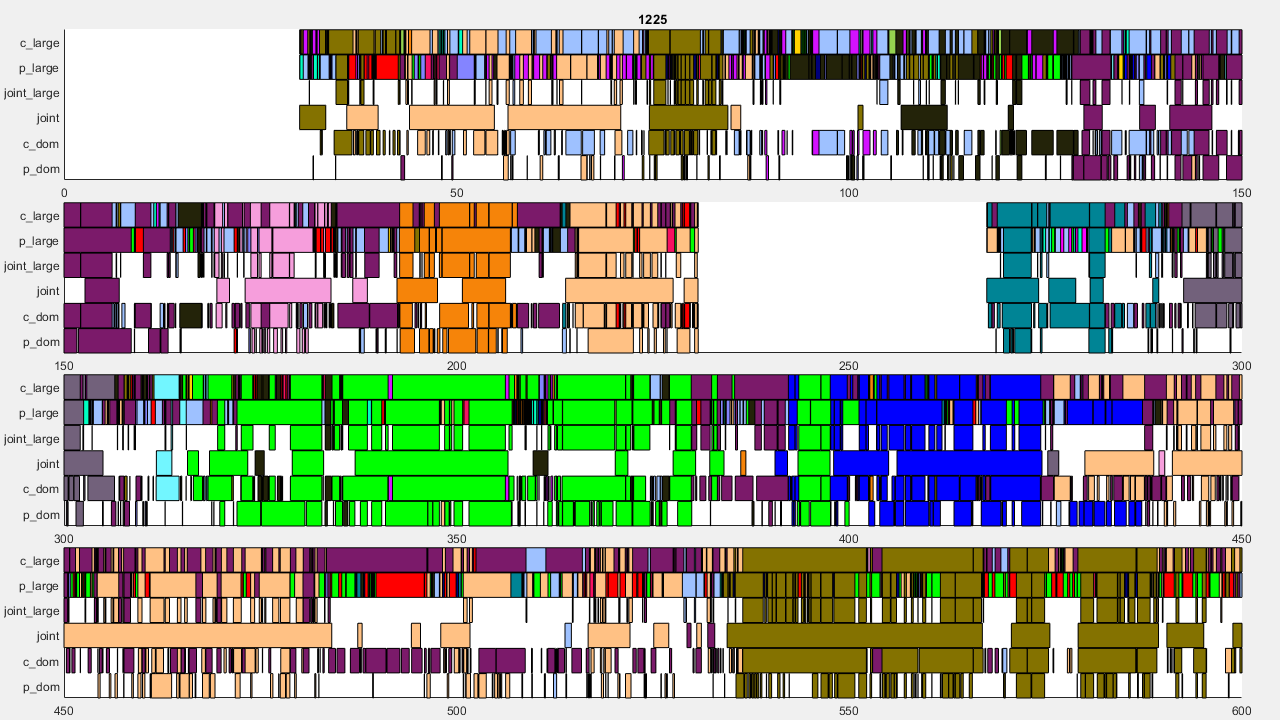 1225
c_large
p_large
joint_large
joint
c_dom
p_dom
0 50 100 150
c_large
p_large
joint_large
joint
c_dom
p_dom
150 200 250 300
c_large
p_large
joint_large
joint
c_dom
p_dom
300 350 400 450
c_large
p_large
joint_large
joint
c_dom
p_dom
450 500 550 600